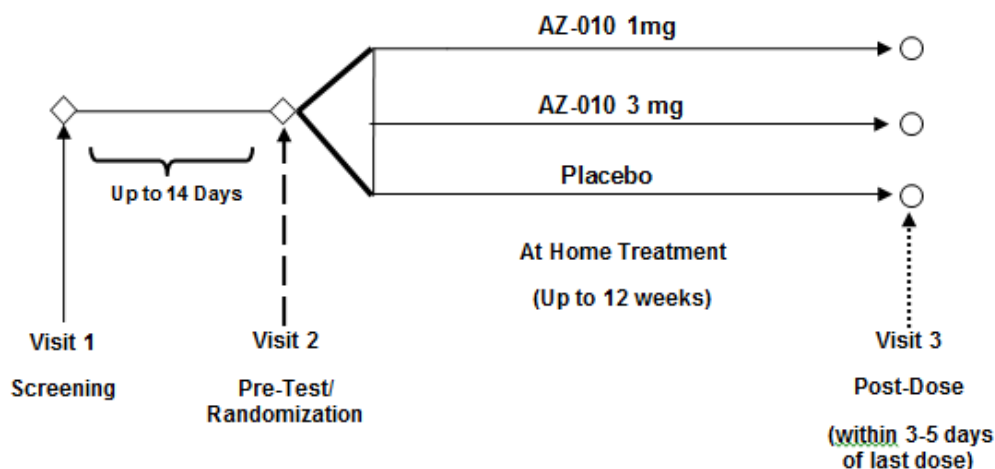 AZ-010 1mg
AZ-010 3 mg
Up to 14 Days
Placebo
At Home Treatment
(Up to 12 weeks)
Visit 1
Screening
Visit 2
Pre-Test/
Randomization
Visit 3
Post-Dose
(within 3-5 days
of last dose)